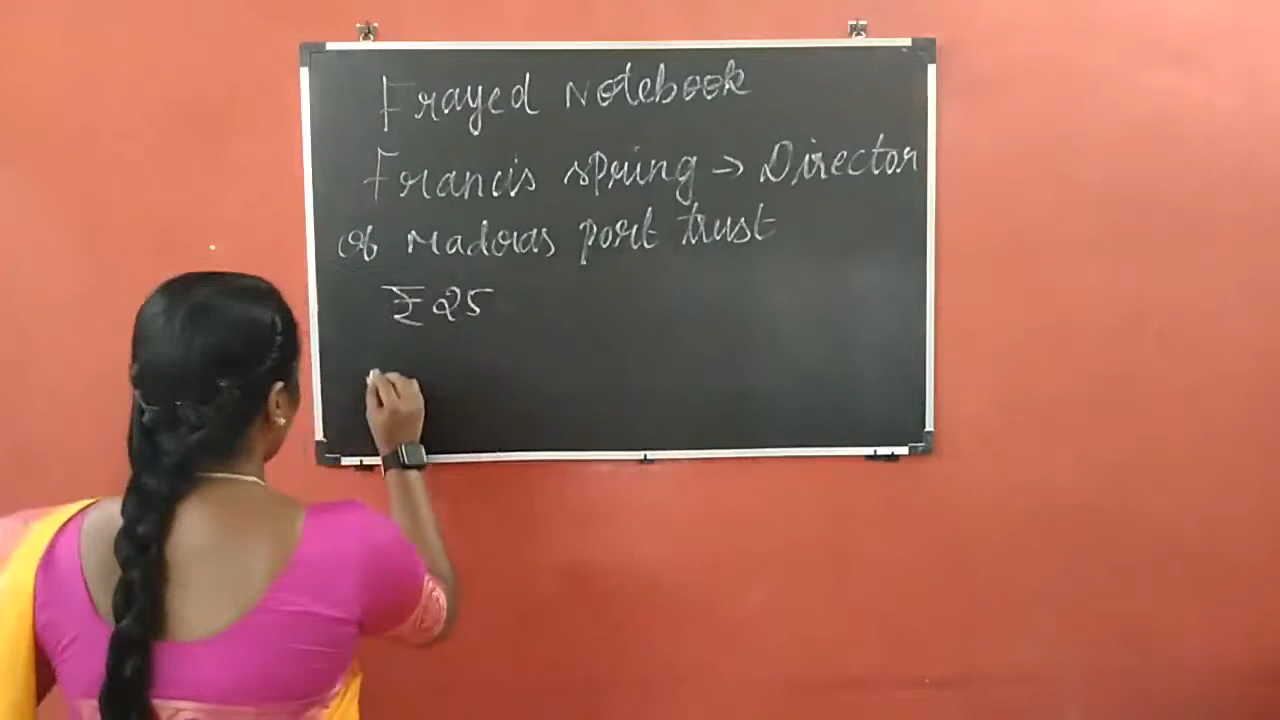 Frayed Notebook
Francis spring → Director
of Madras port trust
₹25